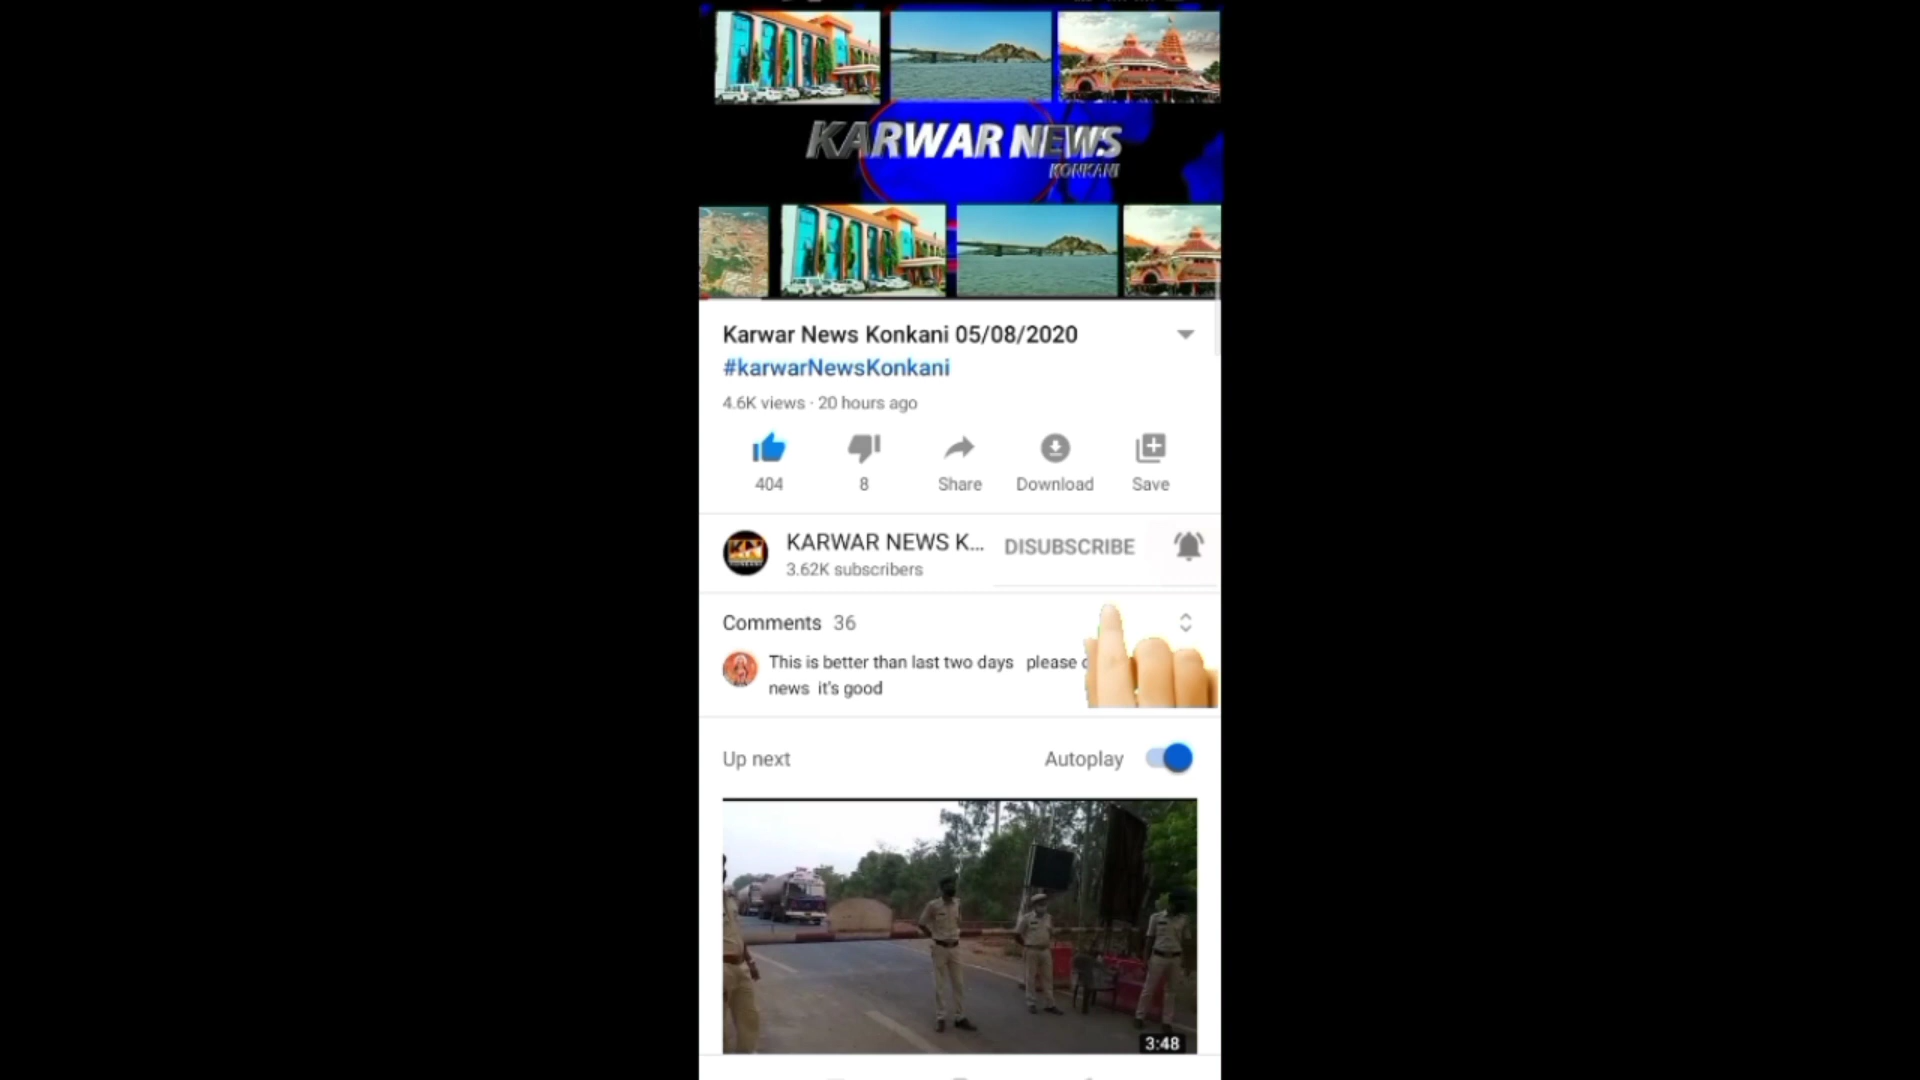 KARWAR NEWS
KONKANI
Karwar News Konkani 05/08/2020
#karwarNewsKonkani
4.6K views · 20 hours ago
404
8
Share
Download
Save
KARWAR NEWS K...
DISUBSCRIBE
3.62K subscribers
Comments 36
This is better than last two days please
news it's good
Up next
Autoplay
3:48